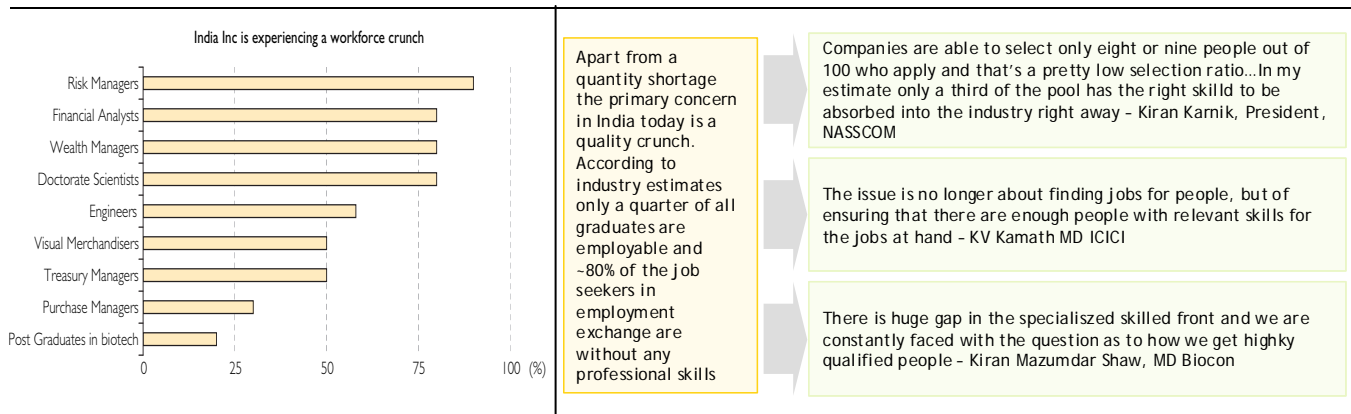 India Inc is experiencing a workforce crunch
Risk Managers
Financial Analysts
Wealth Managers
Doctorate Scientists
Engineers
Visual Merchandisers
Treasury Managers
Purchase Managers
Post Graduates in biotech
0 25 50 75 100 (%)
Apart from a
quantity shortage
the primary concern
in India today is a
quality crunch.
According to
industry estimates
only a quarter of all
graduates are
employable and
~80% of the job
seekers in
employment
exchange are
without any
professional skills
Companies are able to select only eight or nine people out of
100 who apply and that's a pretty low selection ratio...In my
estimate only a third of the pool has the right skilld to be
absorbed into the industry right away – Kiran Karnik, President,
NASSCOM
The issue is no longer about finding jobs for people, but of
ensuring that there are enough people with relevant skills for
the jobs at hand – KV Kamath MD ICICI
There is huge gap in the specialiszed skilled front and we are
constantly faced with the question as to how we get highky
qualified people – Kiran Mazumdar Shaw, MD Biocon